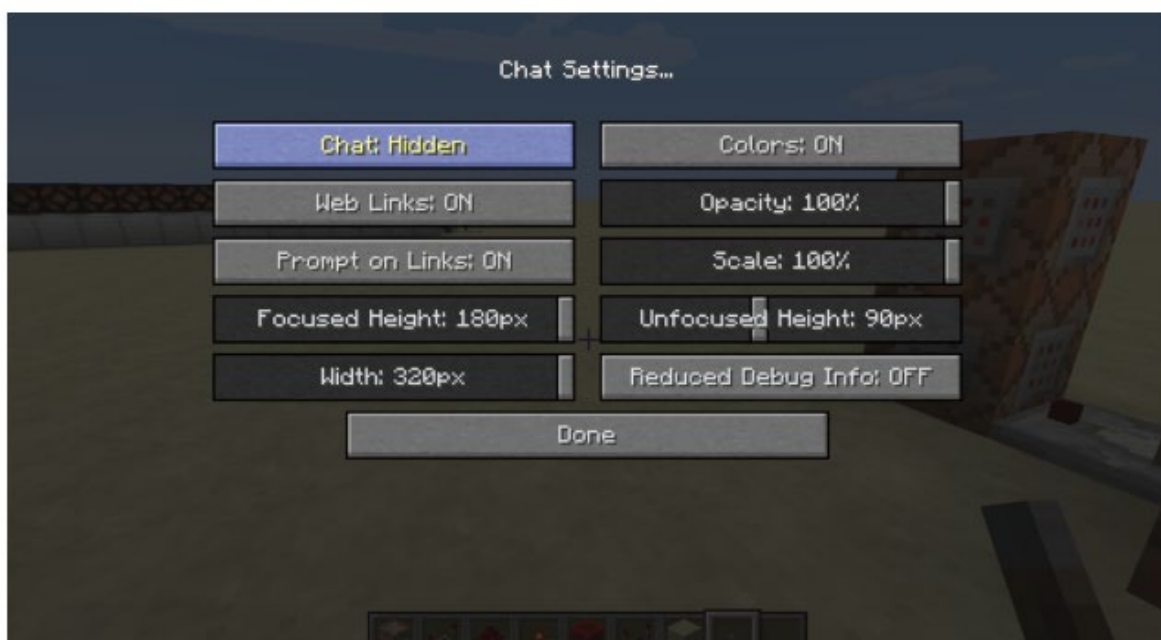 Chat Settings...
Chat: Hidden
Colors: ON
Web Links: ON
Opacity: 100%
Prompt on Links: ON
Scale: 100%
Focused Height: 180px
Unfocused Height: 90px
Width: 320px
Reduced Debug Info: OFF
Done